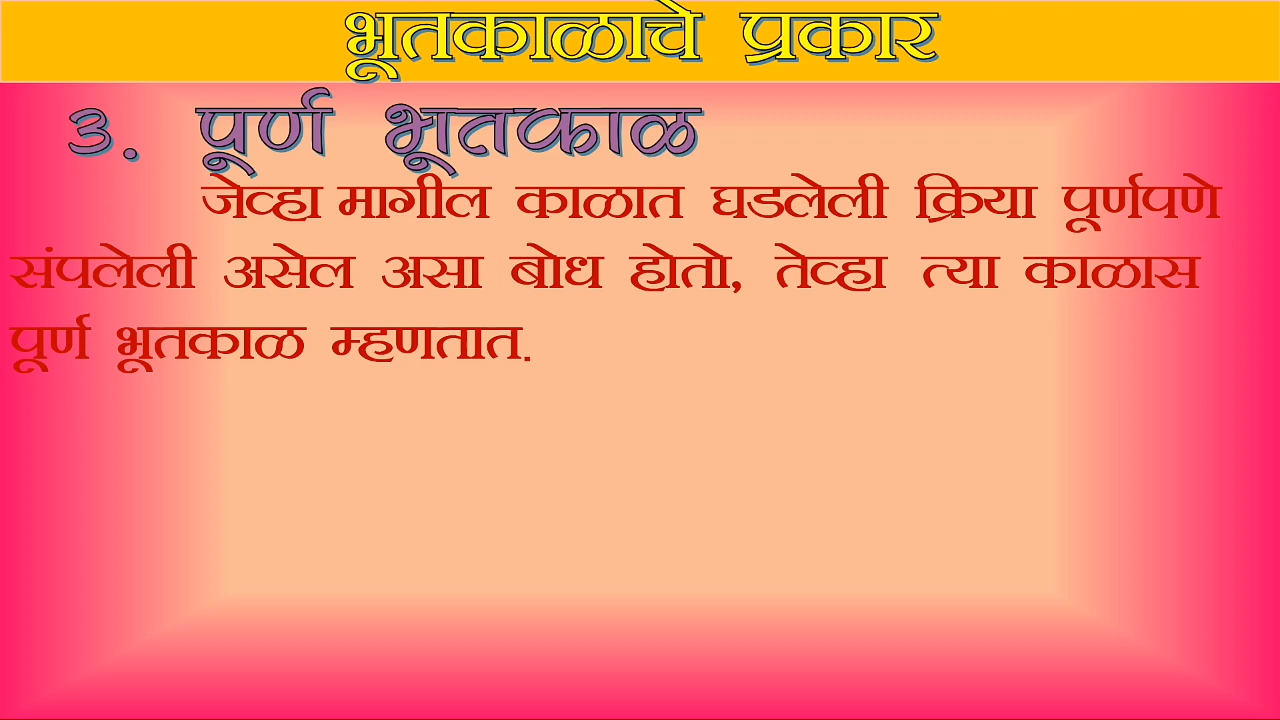 भूतकाळाचे प्रकार
३. पूर्ण भूतकाळ
जेव्हा मागील काळात घडलेली क्रिया पूर्णपणे
संपलेली असेल असा बोध होतो, तेव्हा त्या काळास
पूर्ण भूतकाळ म्हणतात.